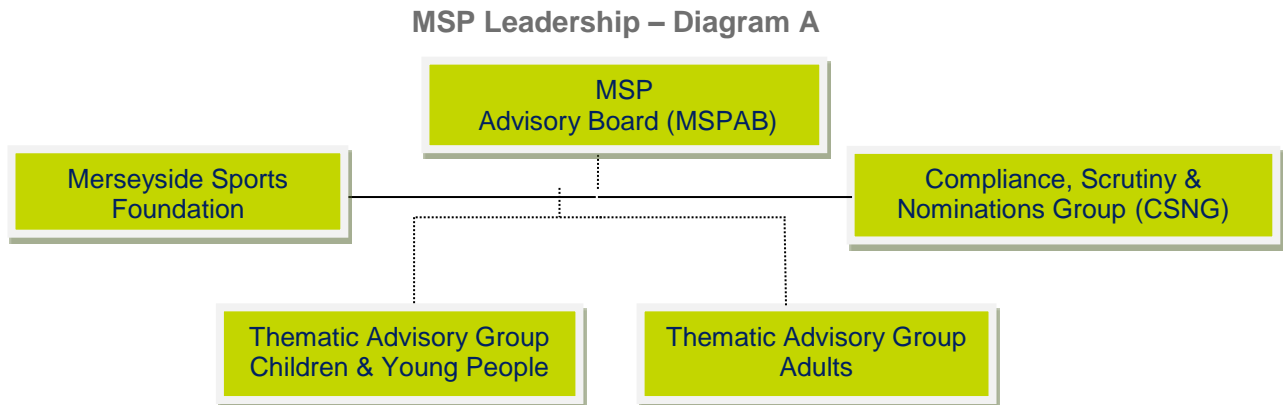 MSP Leadership – Diagram A
MSP
Advisory Board (MSPAB)
Merseyside Sports
Foundation
Compliance, Scrutiny &
Nominations Group (CSNG)
Thematic Advisory Group
Children & Young People
Thematic Advisory Group
Adults